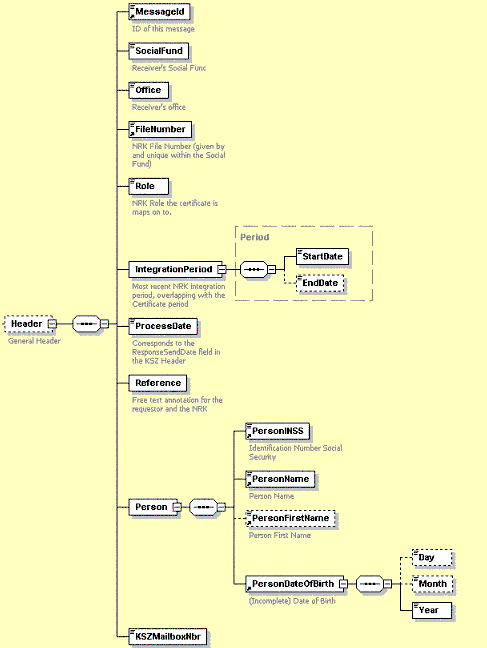 MessageId
ID of this message
SocialFund
Receiver's Social Func
Office
Receiver's office
FileNumber
NRK File Number (given by
and unique within the Social
Fund)
Role
NRK Role the certificate is
maps on to.
Period
IntegrationPeriod
StartDate
EndDate
Most recent NRK integration
period, overlapping with the
Certificate period
Header
General Header
ProcessDate
Corresponds to the
ResponseSendDate field in
the KSZ Header
Reference
Free test annotation for the
requestor and the NRK
Person
PersonINSS
Identification Number Social
Security
PersonName
Person Name
PersonFirstName
Person First Name
PersonDateOfBirth
(Incomplete) Date of Birth
Day
Month
Year
KSZMailboxNbr